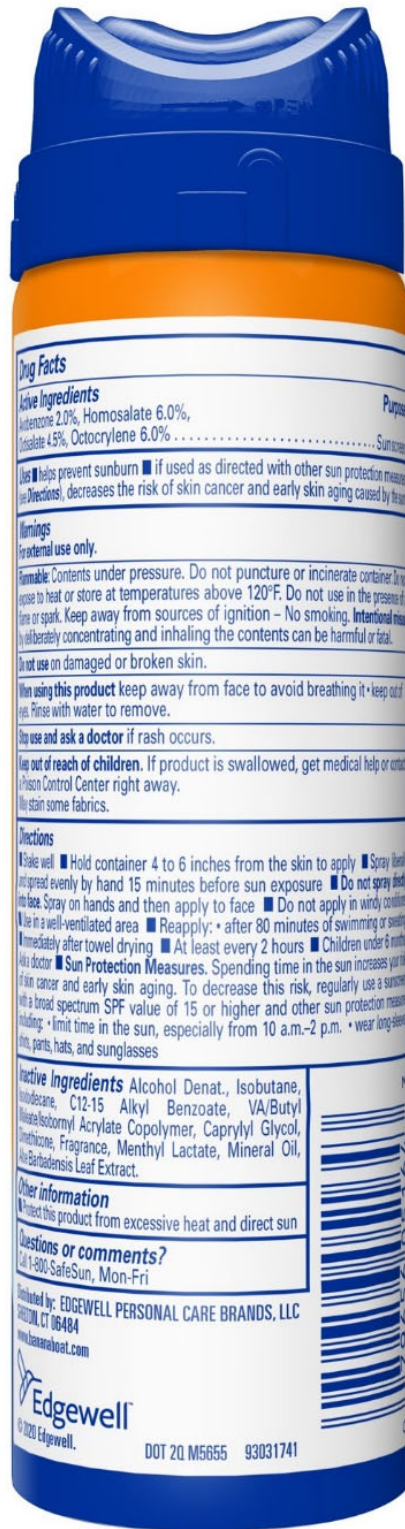 Drug Facts
Active Ingredients Purpose
Avobenzone 2.0%, Homosalate 6.0%,
Octisalate 4.5%, Octocrylene 6.0% ........................................ Sunscreen
Uses ■ helps prevent sunburn ■ if used as directed with other sun protection measures
(see Directions), decreases the risk of skin cancer and early skin aging caused by the sun
Warnings
For external use only.
Flammable: Contents under pressure. Do not puncture or incinerate container. Do not
expose to heat or store at temperatures above 120°F. Do not use in the presence of
flame or spark. Keep away from sources of ignition – No smoking. Intentional misuse
by deliberately concentrating and inhaling the contents can be harmful or fatal.
Do not use on damaged or broken skin.
When using this product keep away from face to avoid breathing it • keep out of
eyes. Rinse with water to remove.
Stop use and ask a doctor if rash occurs.
Keep out of reach of children. If product is swallowed, get medical help or contact
a Poison Control Center right away.
May stain some fabrics.
Directions
■ Shake well ■ Hold container 4 to 6 inches from the skin to apply ■ Spray liberally
and spread evenly by hand 15 minutes before sun exposure ■ Do not spray directly
into face. Spray on hands and then apply to face ■ Do not apply in windy conditions
■ Use in a well-ventilated area ■ Reapply: • after 80 minutes of swimming or sweating
■ Immediately after towel drying ■ At least every 2 hours ■ Children under 6 months:
Ask a doctor ■ Sun Protection Measures. Spending time in the sun increases your risk
of skin cancer and early skin aging. To decrease this risk, regularly use a sunscreen
with a broad spectrum SPF value of 15 or higher and other sun protection measures
including: • limit time in the sun, especially from 10 a.m.–2 p.m. • wear long-sleeve
shirts, pants, hats, and sunglasses
Inactive Ingredients Alcohol Denat., Isobutane,
Isododecane, C12-15 Alkyl Benzoate, VA/Butyl
Maleate/Isobornyl Acrylate Copolymer, Caprylyl Glycol,
Dimethicone, Fragrance, Menthyl Lactate, Mineral Oil,
Aloe Barbadensis Leaf Extract.
Other information
■ Protect this product from excessive heat and direct sun
Questions or comments?
Call 1-800-SafeSun, Mon-Fri
Distributed by: EDGEWELL PERSONAL CARE BRANDS, LLC
SHELTON, CT 06484
www.bananaboat.com
Edgewell
© 2020 Edgewell.
DOT 2Q M5655 93031741